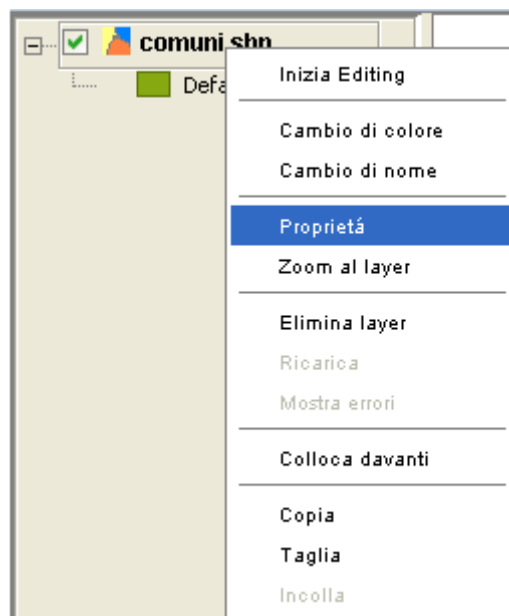 comuni.shp
Defa
Inizia Editing
Cambio di colore
Cambio di nome
Proprietá
Zoom al layer
Elimina layer
Ricarica
Mostra errori
Colloca davanti
Copia
Taglia
Incolla